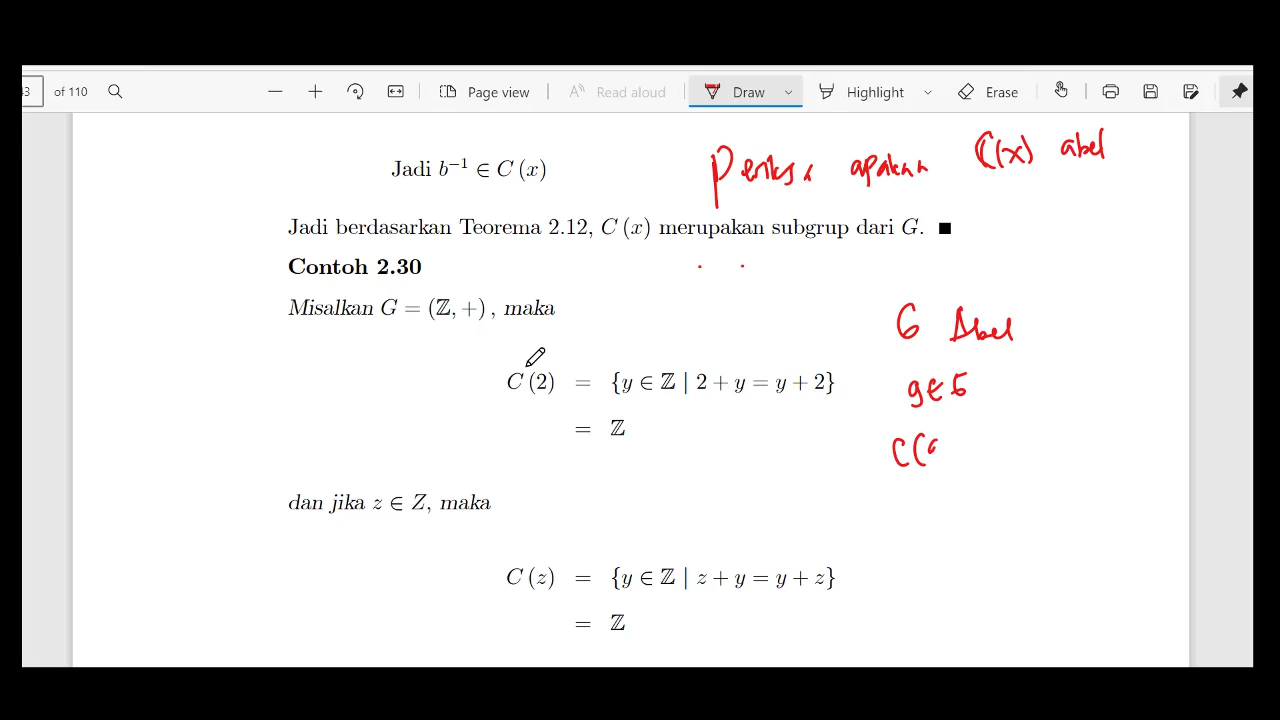 of 110
Page view
Read aloud
Draw
Highlight
Erase
Jadi b⁻¹ ∈ C (x)
Periksa apakah C(x) abel
Jadi berdasarkan Teorema 2.12, C (x) merupakan subgrup dari G. ■
Contoh 2.30
Misalkan G = (ℤ, +) , maka
G Abel
C (2) = {y ∈ ℤ | 2 + y = y + 2}
g ∈ G
= ℤ
C(
dan jika z ∈ Z, maka
C (z) = {y ∈ ℤ | z + y = y + z}
= ℤ